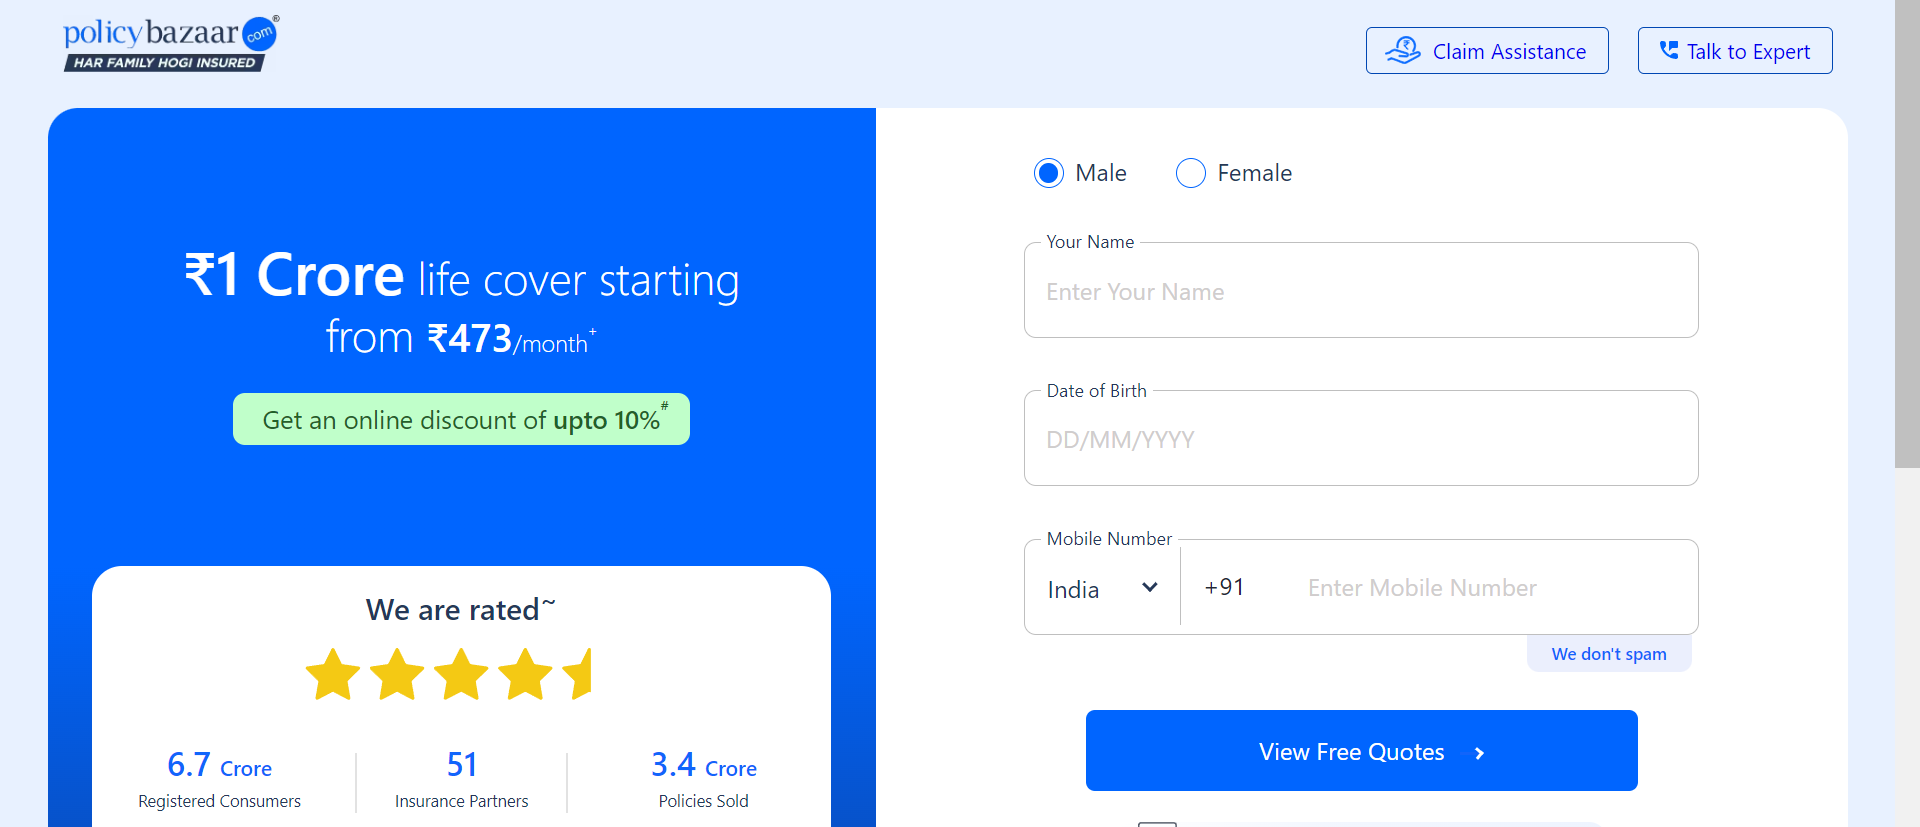 policybazaar com ®
HAR FAMILY HOGI INSURED
Claim Assistance
Talk to Expert
₹1 Crore life cover starting
from ₹473/month+
Get an online discount of upto 10%#
We are rated~
6.7 Crore
Registered Consumers
51
Insurance Partners
3.4 Crore
Policies Sold
Male
Female
Your Name
Enter Your Name
Date of Birth
DD/MM/YYYY
Mobile Number
India
+91
Enter Mobile Number
We don't spam
View Free Quotes